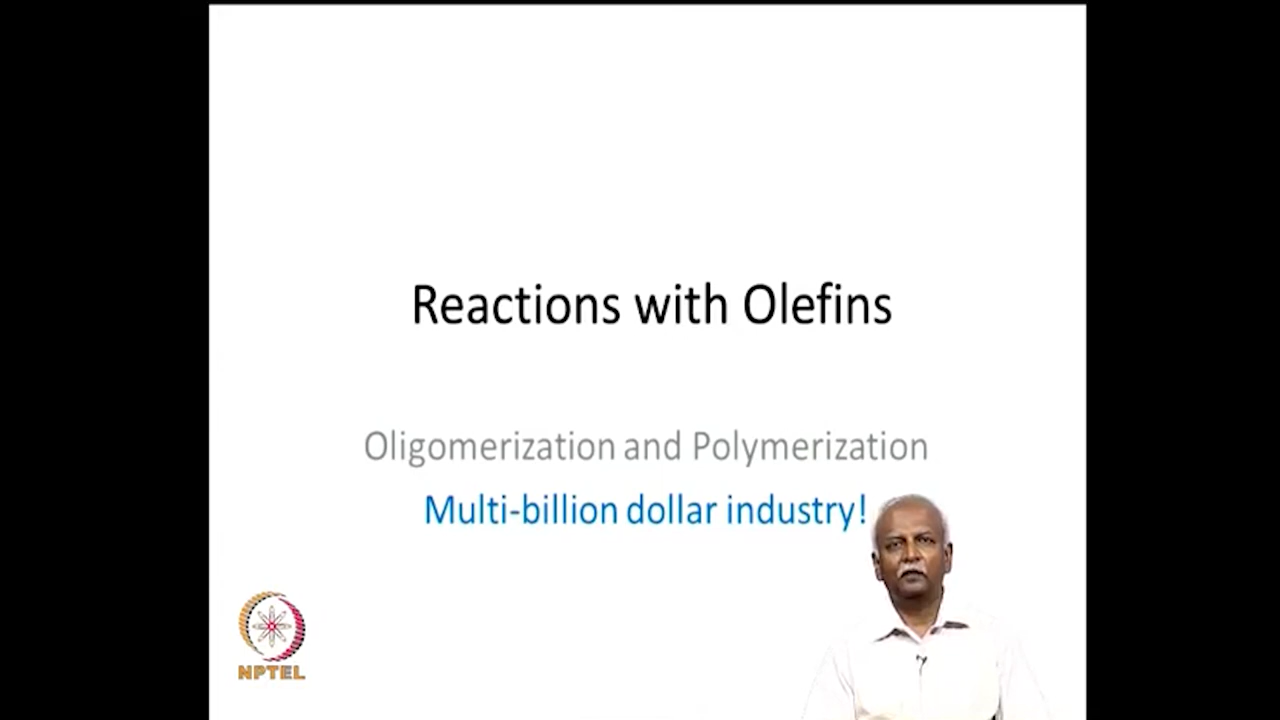 Reactions with Olefins
Oligomerization and Polymerization
Multi-billion dollar industry!
NPTEL